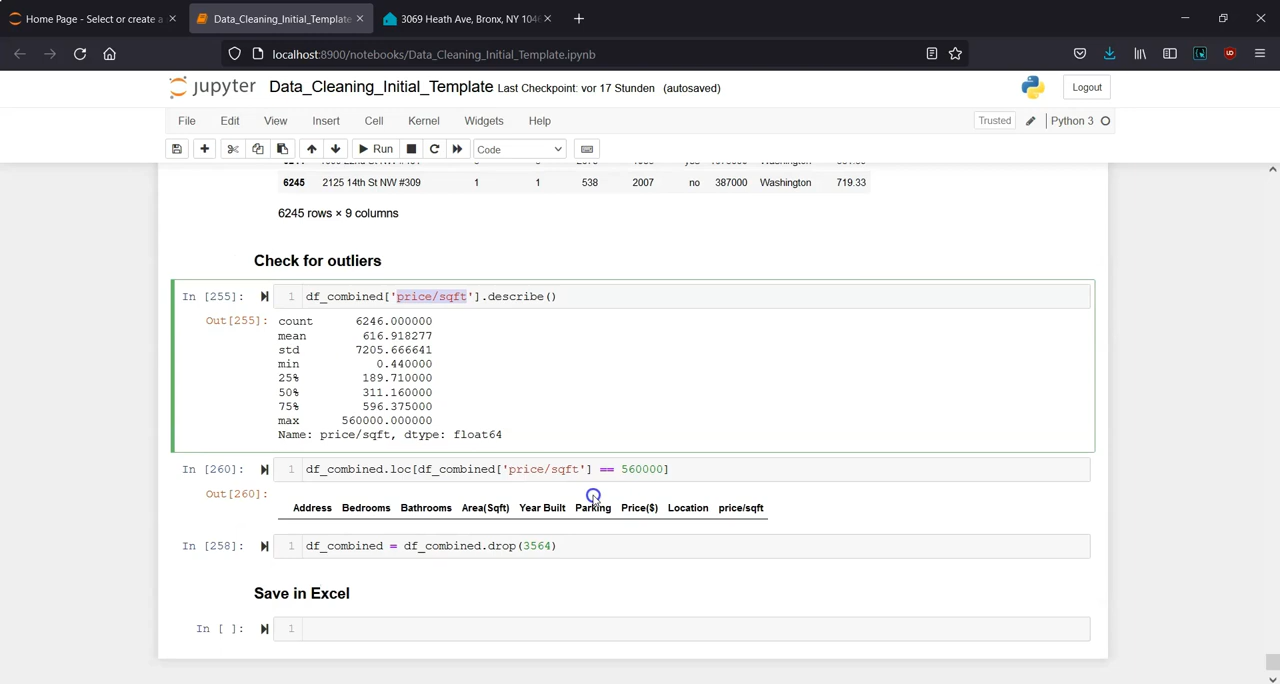 Home Page - Select or create a
Data_Cleaning_Initial_Template
3069 Heath Ave, Bronx, NY 1046
localhost:8900/notebooks/Data_Cleaning_Initial_Template.ipynb
jupyter Data_Cleaning_Initial_Template Last Checkpoint: vor 17 Stunden (autosaved)
Logout
File Edit View Insert Cell Kernel Widgets Help
Trusted Python 3
Run Code
6245 2125 14th St NW #309 1 1 538 2007 no 387000 Washington 719.33
6245 rows × 9 columns
Check for outliers
In [255]: 1 df_combined['price/sqft'].describe()
Out[255]: count 6246.000000
mean 616.918277
std 7205.666641
min 0.440000
25% 189.710000
50% 311.160000
75% 596.375000
max 560000.000000
Name: price/sqft, dtype: float64
In [260]: 1 df_combined.loc[df_combined['price/sqft'] == 560000]
Out[260]:
Address Bedrooms Bathrooms Area(Sqft) Year Built Parking Price($) Location price/sqft
In [258]: 1 df_combined = df_combined.drop(3564)
Save in Excel
In [ ]: 1